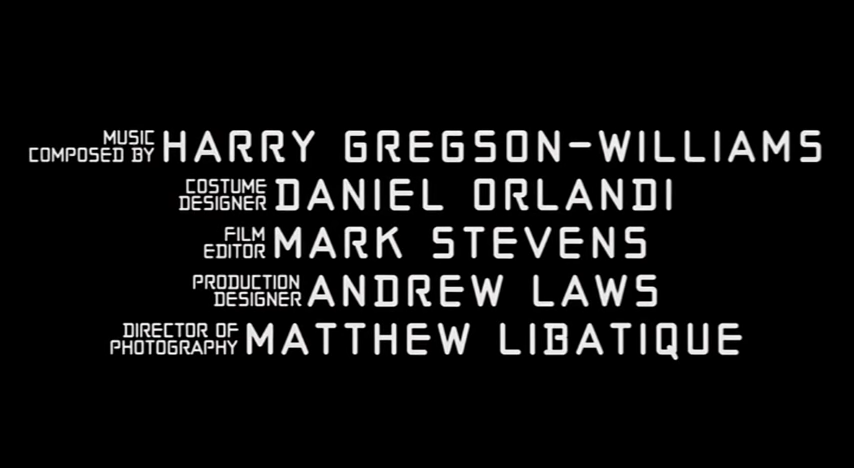 MUSIC COMPOSED BY HARRY GREGSON-WILLIAMS
COSTUME DESIGNER DANIEL ORLANDI
FILM EDITOR MARK STEVENS
PRODUCTION DESIGNER ANDREW LAWS
DIRECTOR OF PHOTOGRAPHY MATTHEW LIBATIQUE